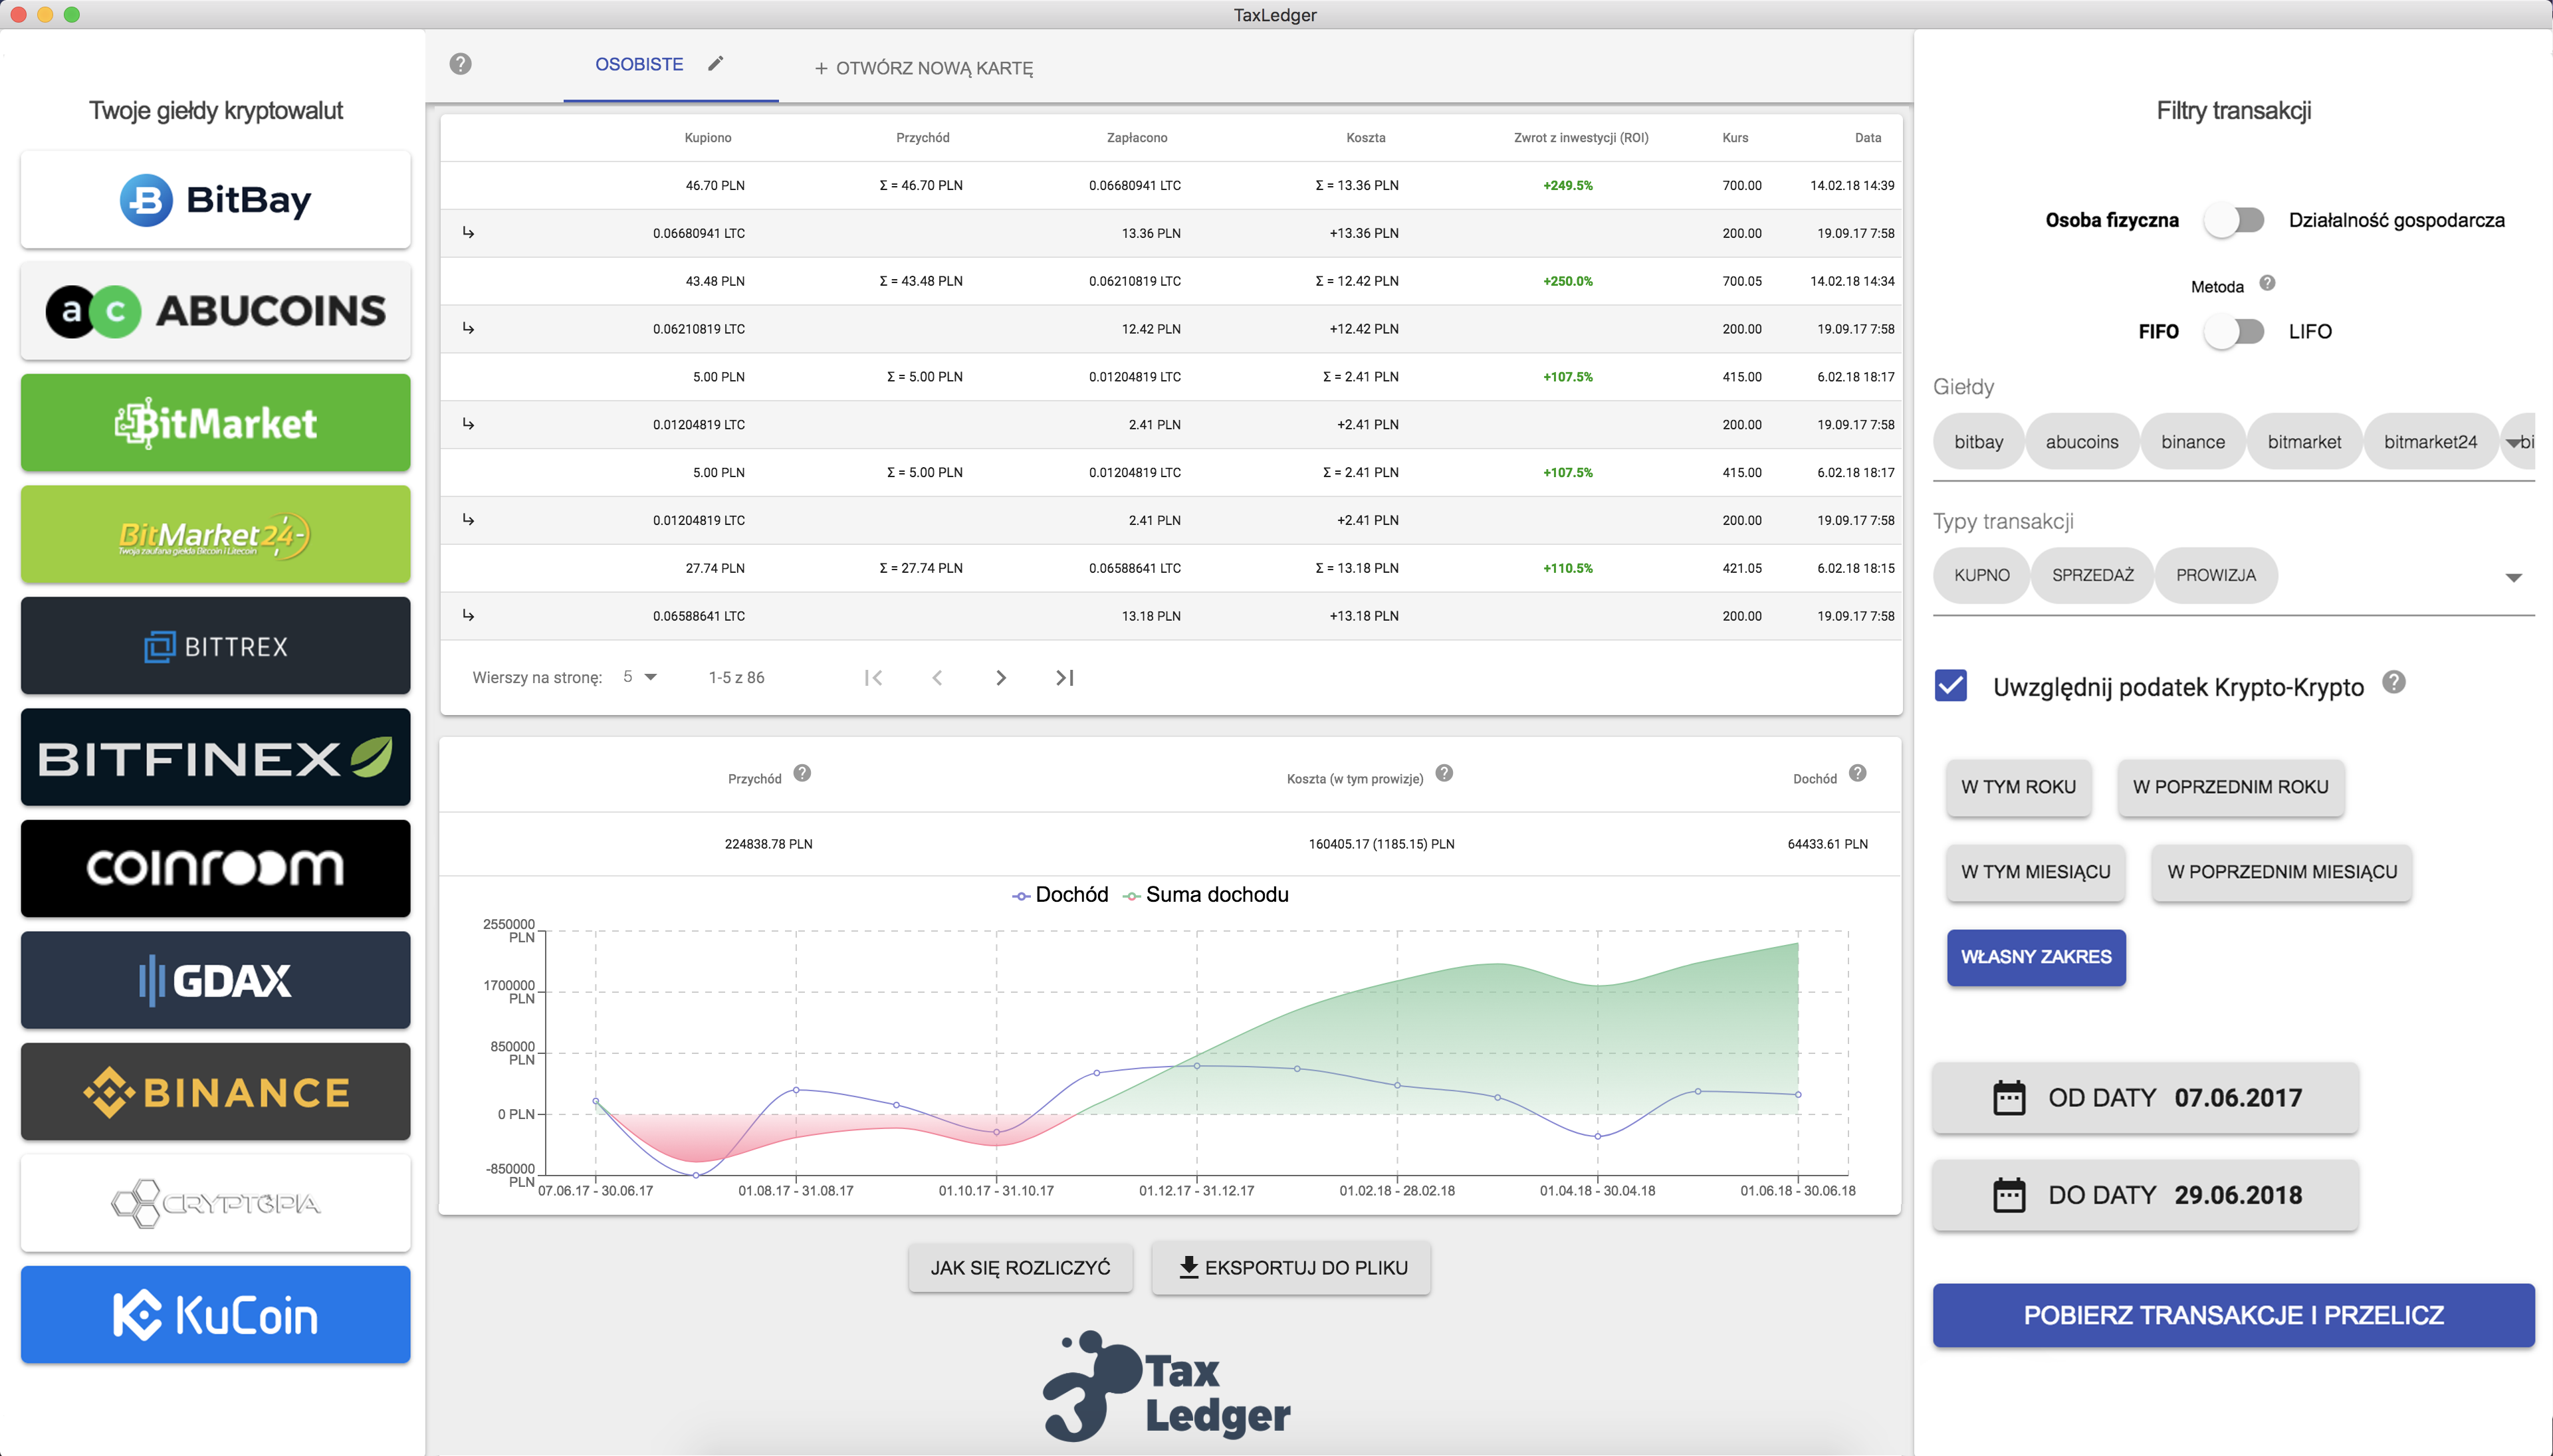 TaxLedger
Twoje giełdy kryptowalut
BitBay
ac ABUCOINS
BitMarket
BitMarket24
Twoja zaufana giełda Bitcoin i Litecoin
BITTREX
BITFINEX
coinroom
GDAX
BINANCE
CRYPTOPIA
KuCoin
OSOBISTE
+ OTWÓRZ NOWĄ KARTĘ
Kupiono Przychód Zapłacono Koszta Zwrot z inwestycji (ROI) Kurs Data
46.70 PLN Σ = 46.70 PLN 0.06680941 LTC Σ = 13.36 PLN +249.5% 700.00 14.02.18 14:39
0.06680941 LTC 13.36 PLN +13.36 PLN 200.00 19.09.17 7:58
43.48 PLN Σ = 43.48 PLN 0.06210819 LTC Σ = 12.42 PLN +250.0% 700.05 14.02.18 14:34
0.06210819 LTC 12.42 PLN +12.42 PLN 200.00 19.09.17 7:58
5.00 PLN Σ = 5.00 PLN 0.01204819 LTC Σ = 2.41 PLN +107.5% 415.00 6.02.18 18:17
0.01204819 LTC 2.41 PLN +2.41 PLN 200.00 19.09.17 7:58
5.00 PLN Σ = 5.00 PLN 0.01204819 LTC Σ = 2.41 PLN +107.5% 415.00 6.02.18 18:17
0.01204819 LTC 2.41 PLN +2.41 PLN 200.00 19.09.17 7:58
27.74 PLN Σ = 27.74 PLN 0.06588641 LTC Σ = 13.18 PLN +110.5% 421.05 6.02.18 18:15
0.06588641 LTC 13.18 PLN +13.18 PLN 200.00 19.09.17 7:58
Wierszy na stronę: 5 1-5 z 86
Przychód Koszta (w tym prowizje) Dochód
224838.78 PLN 160405.17 (1185.15) PLN 64433.61 PLN
Dochód Suma dochodu
2550000
PLN
1700000
PLN
850000
PLN
0 PLN
-850000
PLN
07.06.17 - 30.06.17 01.08.17 - 31.08.17 01.10.17 - 31.10.17 01.12.17 - 31.12.17 01.02.18 - 28.02.18 01.04.18 - 30.04.18 01.06.18 - 30.06.18
JAK SIĘ ROZLICZYĆ
EKSPORTUJ DO PLIKU
Tax
Ledger
Filtry transakcji
Osoba fizyczna Działalność gospodarcza
Metoda
FIFO LIFO
Giełdy
bitbay abucoins binance bitmarket bitmarket24 bi
Typy transakcji
KUPNO SPRZEDAŻ PROWIZJA
Uwzględnij podatek Krypto-Krypto
W TYM ROKU W POPRZEDNIM ROKU
W TYM MIESIĄCU W POPRZEDNIM MIESIĄCU
WŁASNY ZAKRES
OD DATY 07.06.2017
DO DATY 29.06.2018
POBIERZ TRANSAKCJE I PRZELICZ